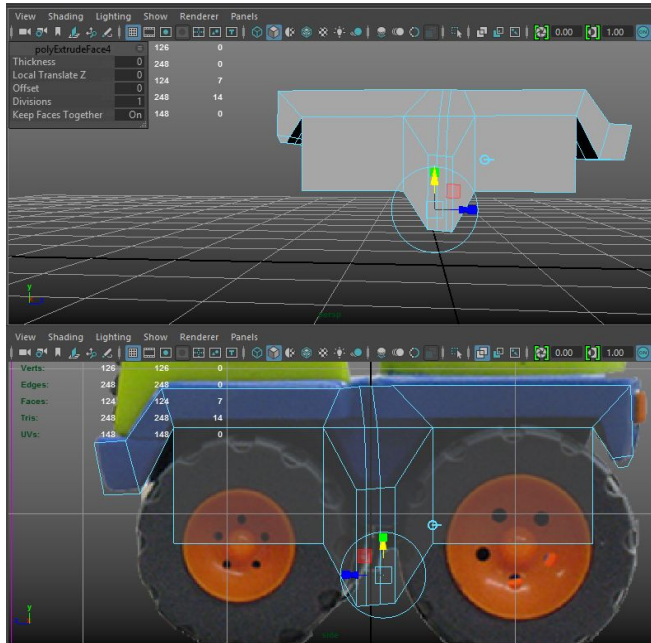 View Shading Lighting Show Renderer Panels
0.00 1.00
polyExtrudeFace4
Thickness 0
Local Translate Z 0
Offset 0
Divisions 1
Keep Faces Together On
126 0
248 0
124 7
248 14
148 0
y
persp
View Shading Lighting Show Renderer Panels
0.00 1.00
Verts: 126 126 0
Edges: 248 248 0
Faces: 124 124 7
Tris: 248 248 14
UVs: 148 148 0
y
side